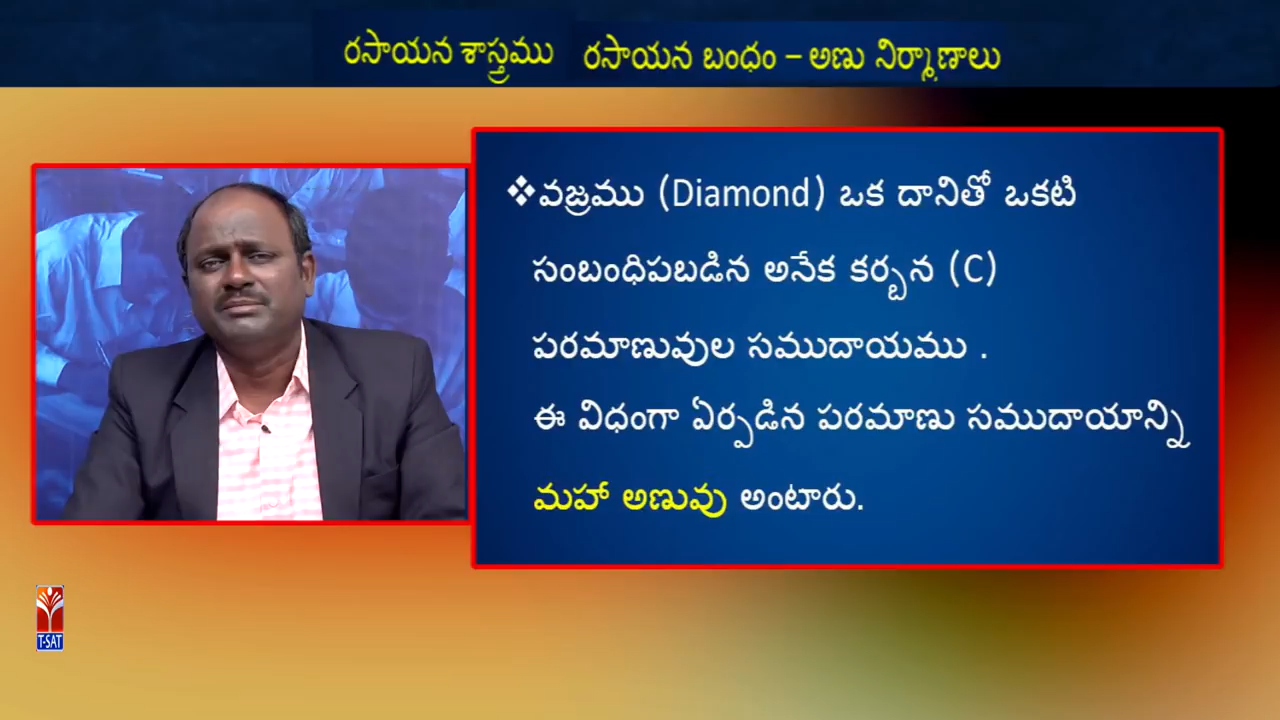 రసాయన శాస్త్రము రసాయన బంధం – అణు నిర్మాణాలు
❖వజ్రము (Diamond) ఒక దానితో ఒకటి
సంబంధిపబడిన అనేక కర్బన (C)
పరమాణువుల సముదాయము .
ఈ విధంగా ఏర్పడిన పరమాణు సముదాయాన్ని
మహా అణువు అంటారు.
T-SAT